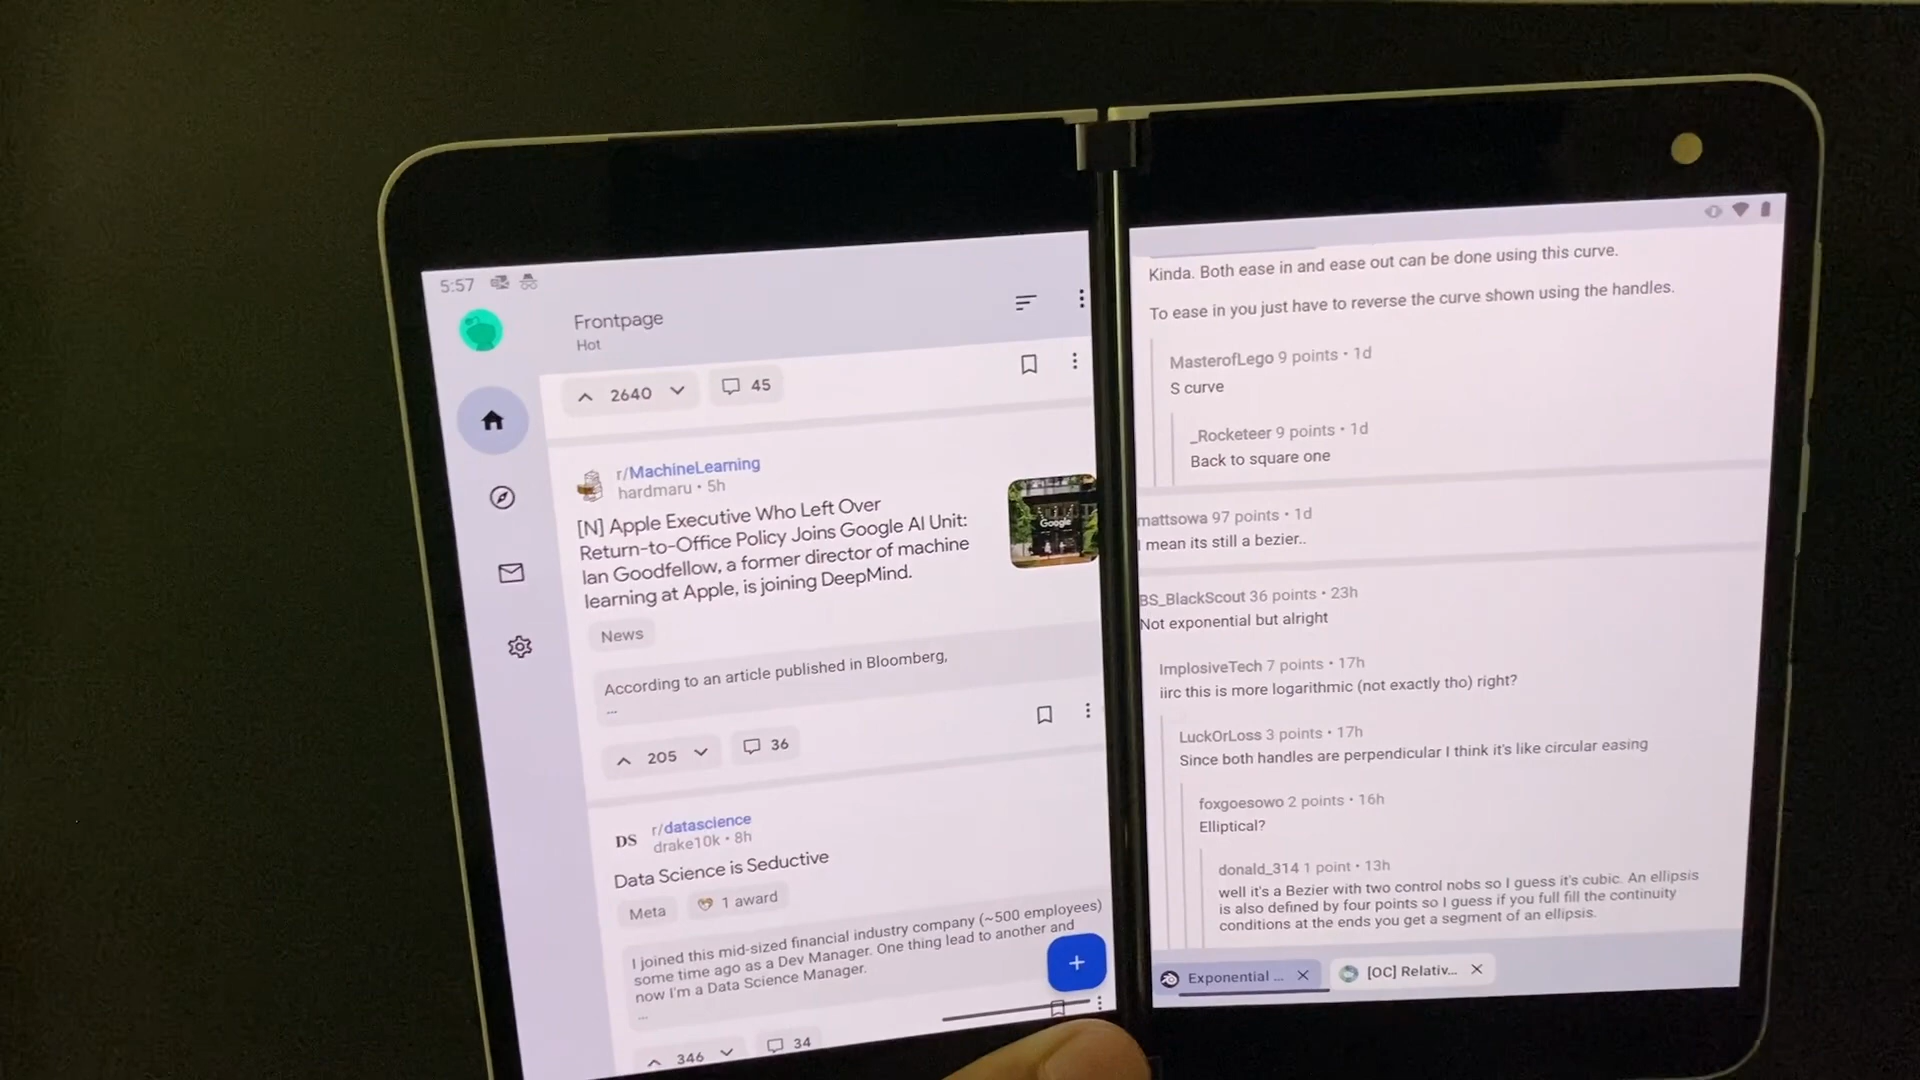 5:57
Frontpage
Hot
2640
45
r/MachineLearning
hardmaru • 5h
[N] Apple Executive Who Left Over
Return-to-Office Policy Joins Google AI Unit:
Ian Goodfellow, a former director of machine
learning at Apple, is joining DeepMind.
Google
News
According to an article published in Bloomberg,
...
205
36
DS
r/datascience
drake10k • 8h
Data Science is Seductive
Meta
1 award
I joined this mid-sized financial industry company (~500 employees)
some time ago as a Dev Manager. One thing lead to another and
now I'm a Data Science Manager.
...
346
34
Kinda. Both ease in and ease out can be done using this curve.
To ease in you just have to reverse the curve shown using the handles.
MasterofLego 9 points • 1d
S curve
_Rocketeer 9 points • 1d
Back to square one
mattsowa 97 points • 1d
I mean its still a bezier..
BS_BlackScout 36 points • 23h
Not exponential but alright
ImplosiveTech 7 points • 17h
iirc this is more logarithmic (not exactly tho) right?
LuckOrLoss 3 points • 17h
Since both handles are perpendicular I think it's like circular easing
foxgoesowo 2 points • 16h
Elliptical?
donald_314 1 point • 13h
well it's a Bezier with two control nobs so I guess it's cubic. An ellipsis
is also defined by four points so I guess if you full fill the continuity
conditions at the ends you get a segment of an ellipsis.
Exponential ...
[OC] Relativ...